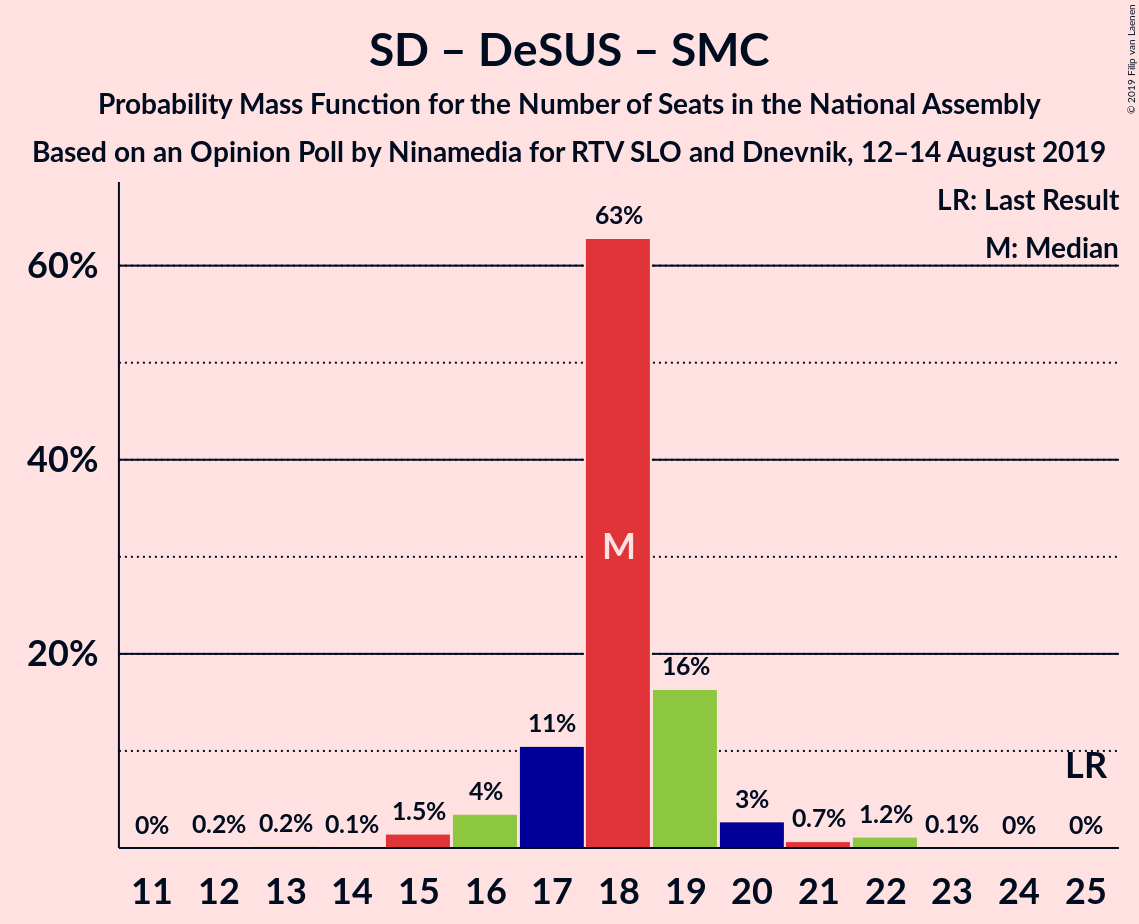 SD – DeSUS – SMC
Probability Mass Function for the Number of Seats in the National Assembly
Based on an Opinion Poll by Ninamedia for RTV SLO and Dnevnik, 12–14 August 2019
© 2019 Filip van Laenen
LR: Last Result
M: Median
60%
40%
20%
0%
0.2%
0.2%
0.1%
1.5%
4%
11%
63%
16%
3%
0.7%
1.2%
0.1%
0%
0%
M
LR
11 12 13 14 15 16 17 18 19 20 21 22 23 24 25